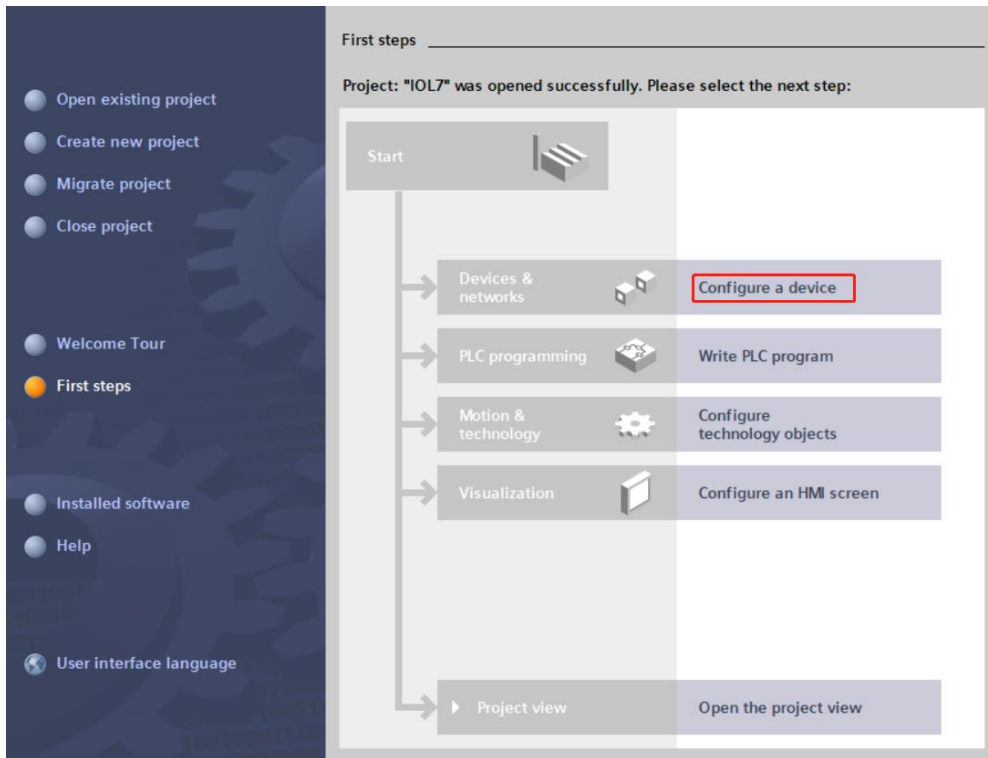 First steps
Project: "IOL7" was opened successfully. Please select the next step:
Open existing project
Create new project
Migrate project
Close project
Welcome Tour
First steps
Installed software
Help
User interface language
Start
Devices &
networks
Configure a device
PLC programming
Write PLC program
Motion &
technology
Configure
technology objects
Visualization
Configure an HMI screen
Project view
Open the project view